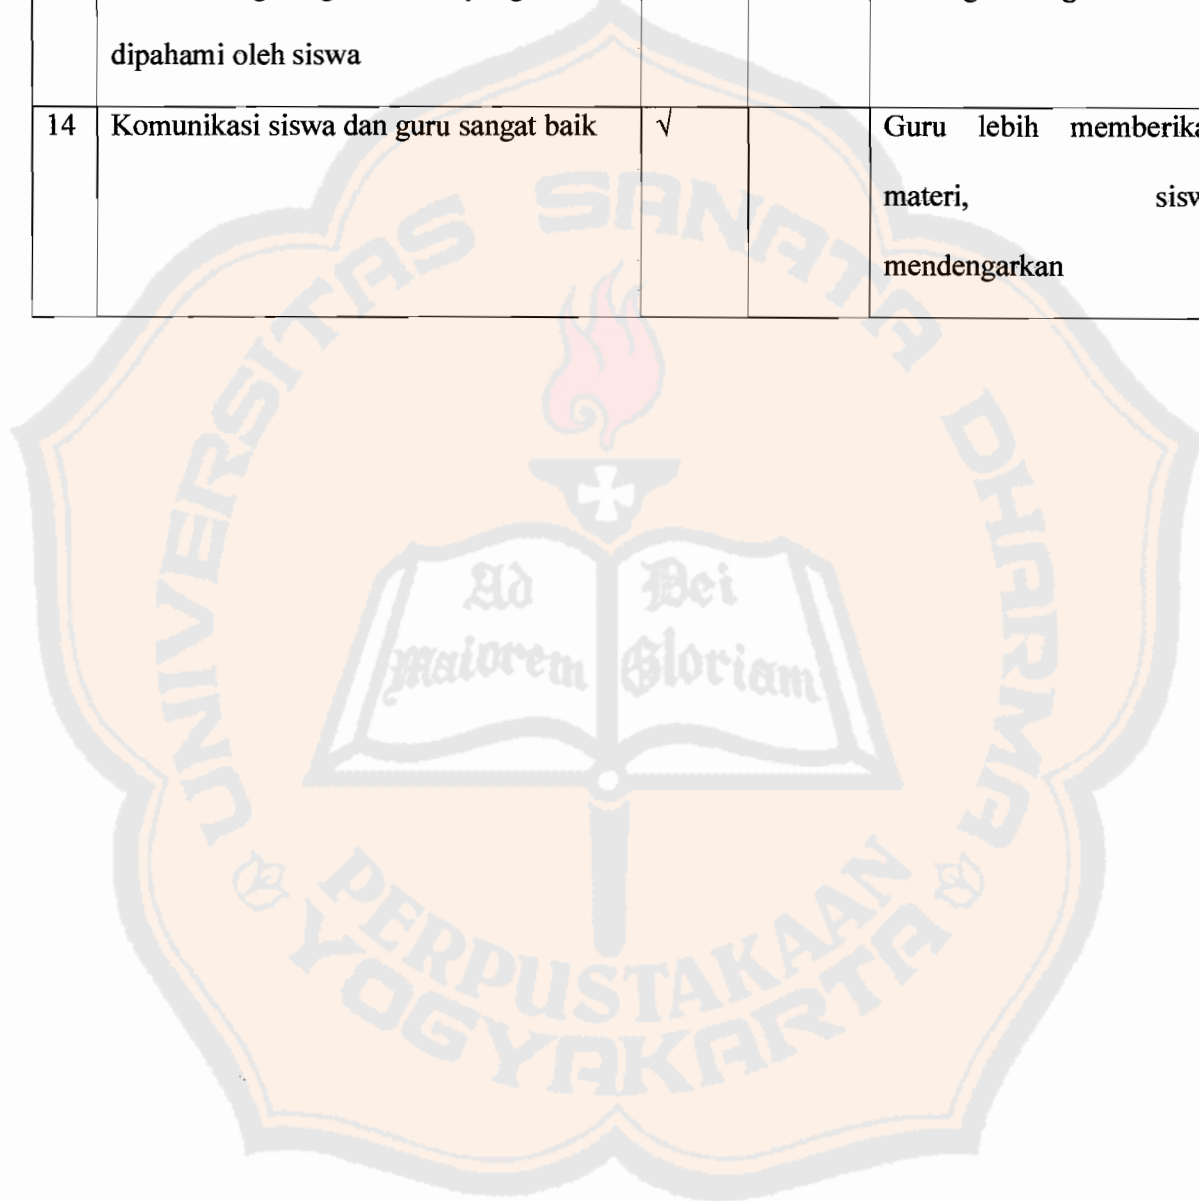 dipahami oleh siswa
14 Komunikasi siswa dan guru sangat baik √ Guru lebih
materi,
mendengarkan
UNIVERSITAS SANATA DHARMA
Ad Dei
maiorem Gloriam
PERPUSTAKAAN
YOGYAKARTA